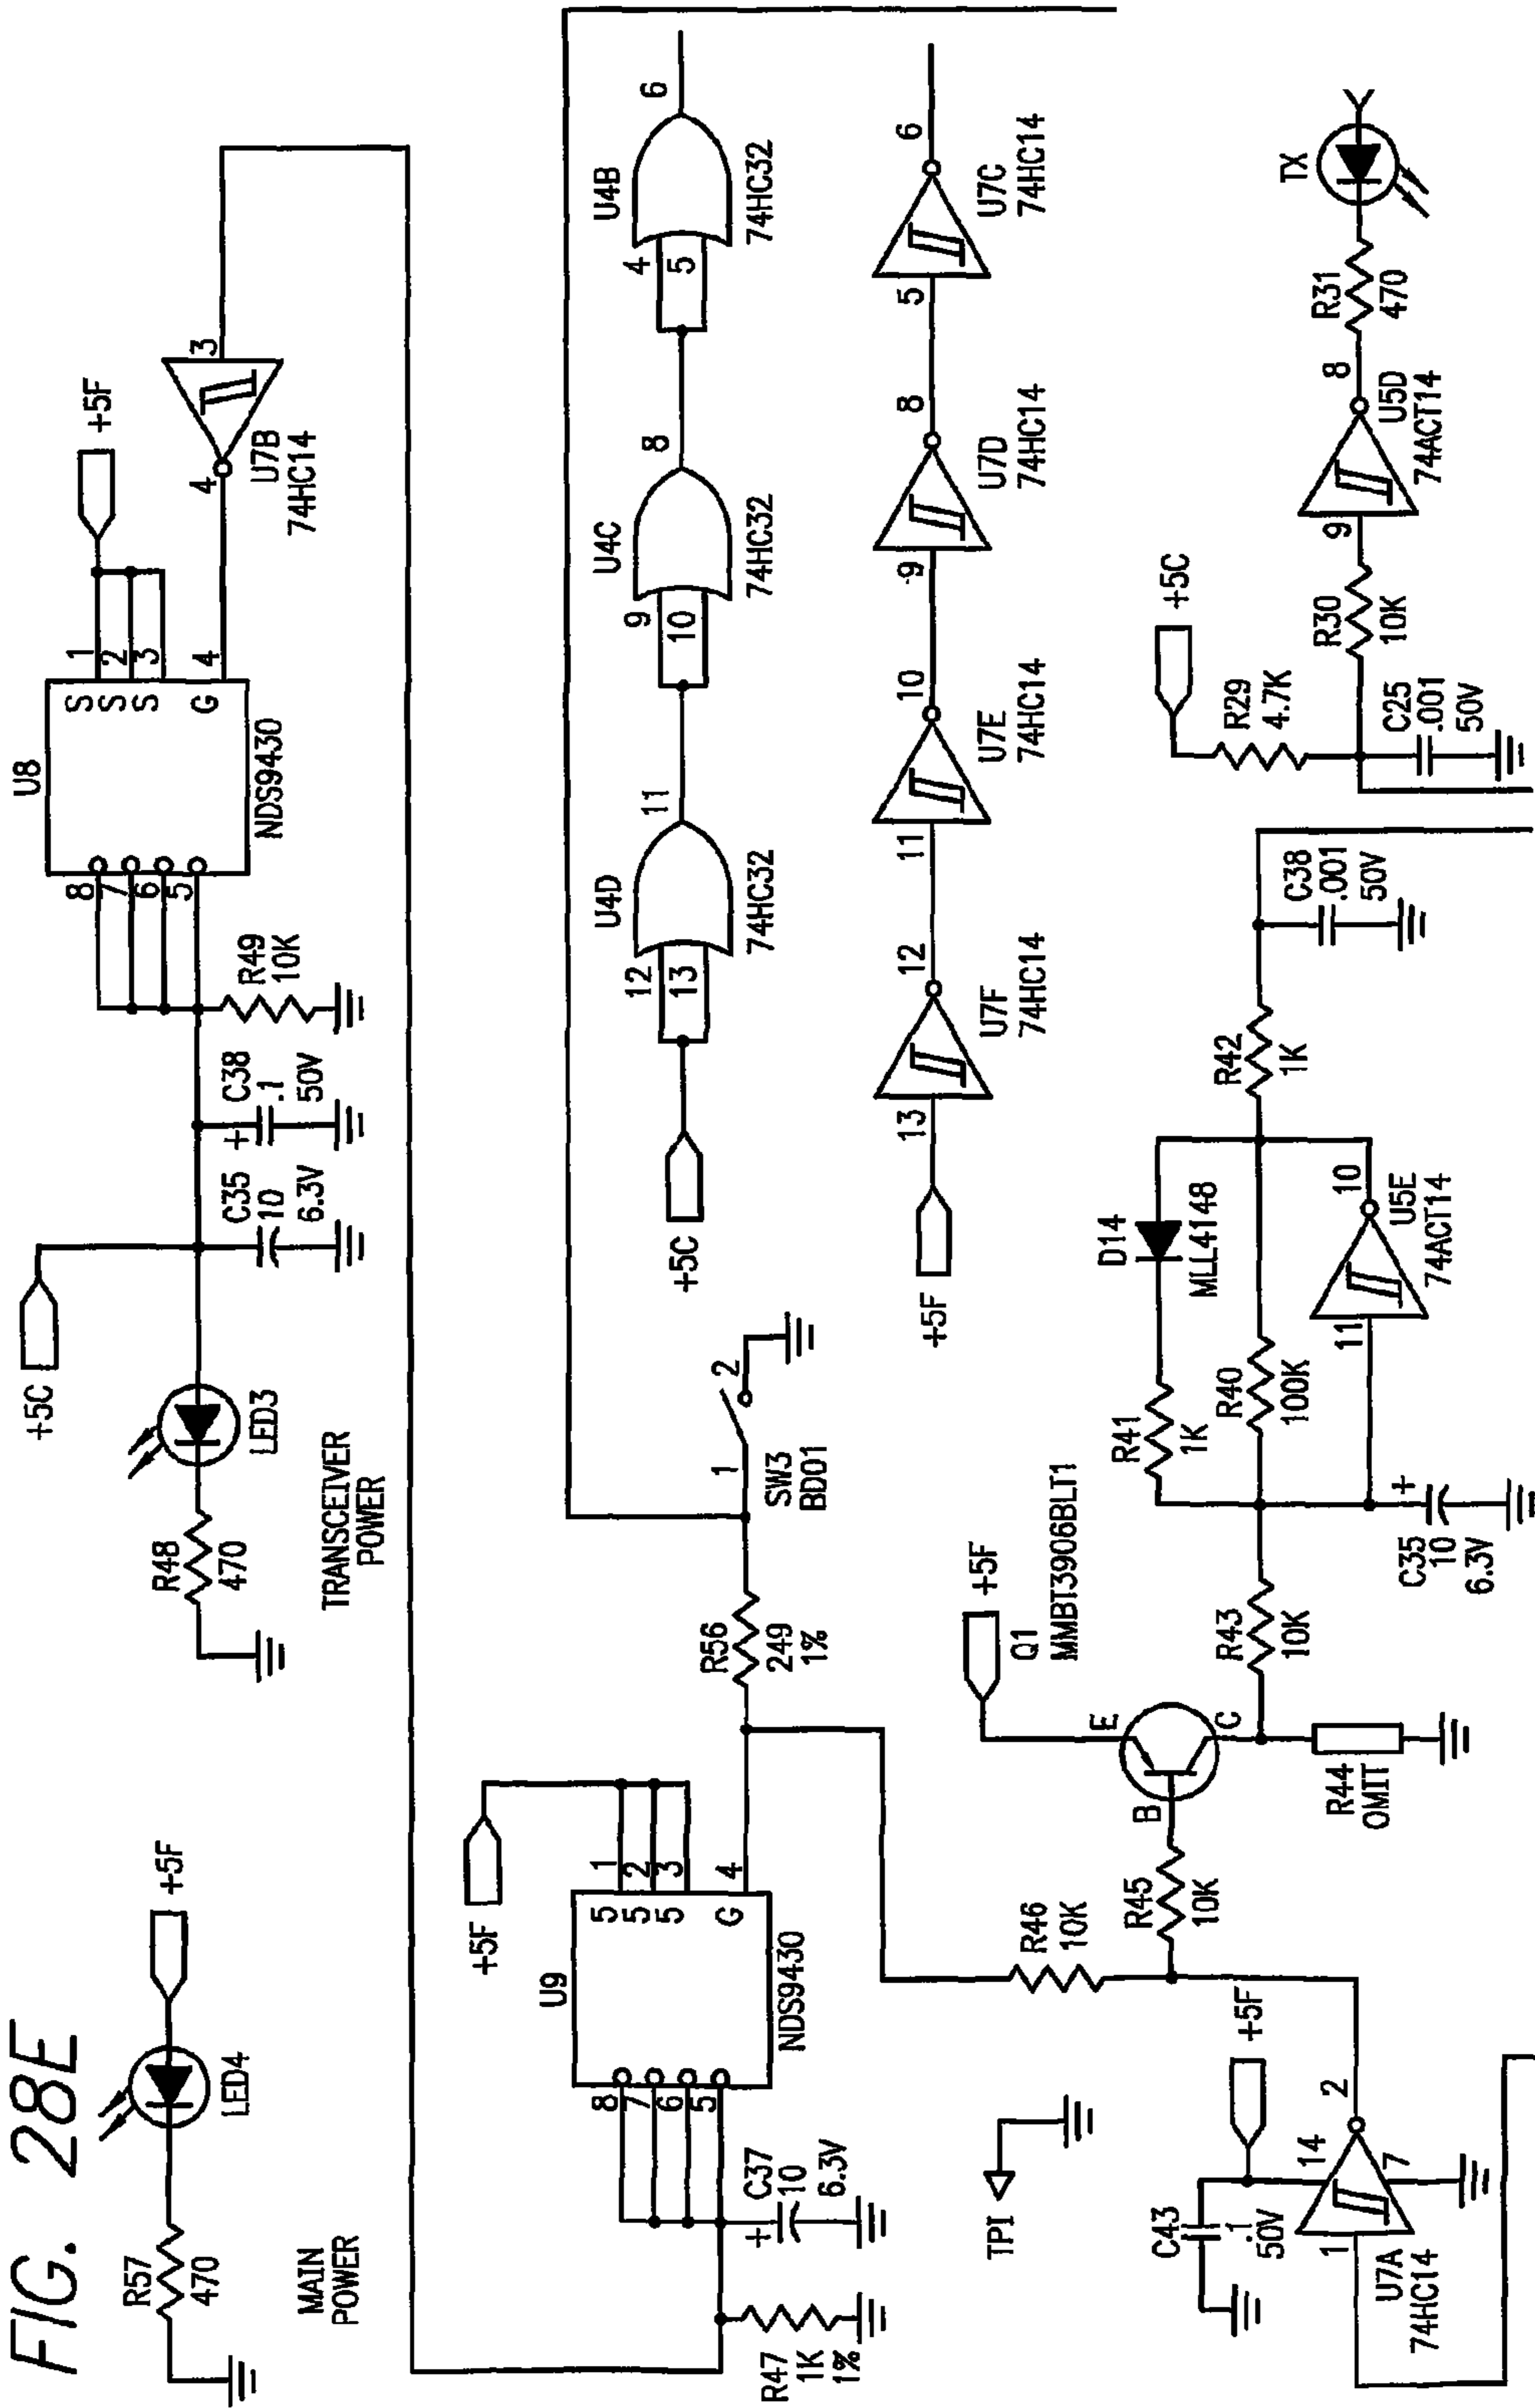 FIG. 28E
R57
470
LED4
+5F
MAIN
POWER
R48
470
LED3
+5C
TRANSCEIVER
POWER
C35
10
6.3V
+
C38
.1
50V
R49
10K
8
7
6
5
U8
S
S
S
G
1
2
3
4
NDS9430
+5F
4
3
U7B
74HC14
U9
8
7
6
5
5
5
5
G
1
2
3
4
NDS9430
+5F
R47
1K
1%
+
C37
10
6.3V
R56
249
1%
1
2
SW3
BD01
+5C
12
13
U4D
11
74HC32
9
10
U4C
8
74HC32
4
5
U4B
6
74HC32
+5F
13
12
U7F
74HC14
11
10
U7E
74HC14
9
8
U7D
74HC14
5
6
U7C
74HC14
TPI
C43
.1
50V
+5F
14
1
2
7
U7A
74HC14
R46
10K
R45
10K
B
E
C
+5F
Q1
MMBT3906BLT1
R44
OMIT
R43
10K
R41
1K
D14
MLL4148
R40
100K
11
10
U5E
74ACT14
C35
10
6.3V
+
R42
1K
C38
.001
50V
+5C
R29
4.7K
C25
.001
50V
R30
10K
9
8
U5D
74ACT14
R31
470
TX